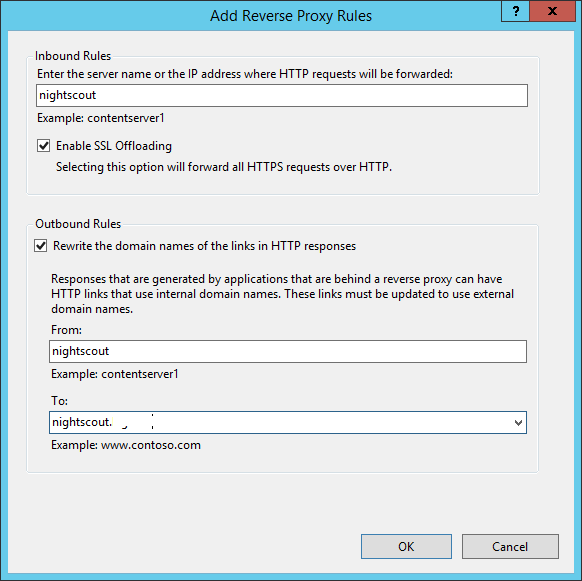 Add Reverse Proxy Rules
?
x
Inbound Rules
Enter the server name or the IP address where HTTP requests will be forwarded:
nightscout
Example: contentserver1
Enable SSL Offloading
Selecting this option will forward all HTTPS requests over HTTP.
Outbound Rules
Rewrite the domain names of the links in HTTP responses
Responses that are generated by applications that are behind a reverse proxy can have
HTTP links that use internal domain names. These links must be updated to use external
domain names.
From:
nightscout
Example: contentserver1
To:
nightscout.
Example: www.contoso.com
OK
Cancel